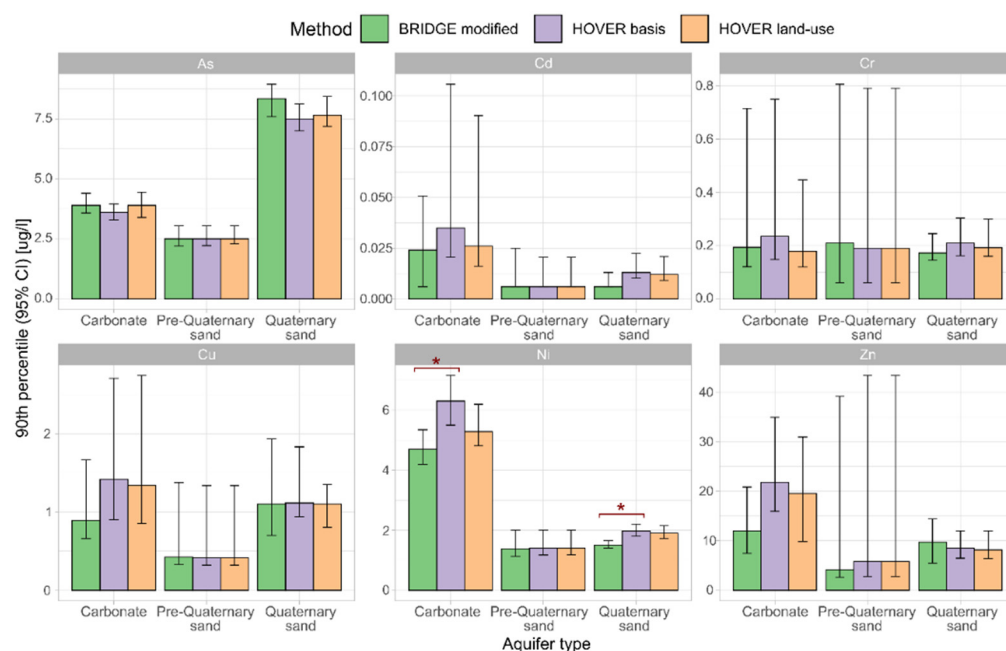 Method BRIDGE modified HOVER basis HOVER land-use
As Cd Cr
7.5
5.0
2.5
0.0
0.100
0.075
0.050
0.025
0.000
0.8
0.6
0.4
0.2
0.0
Carbonate Pre-Quaternary sand Quaternary sand
Carbonate Pre-Quaternary sand Quaternary sand
Carbonate Pre-Quaternary sand Quaternary sand
90th percentile (95% CI) [ug/l]
Cu Ni Zn
2
1
0
*
*
6
4
2
0
40
30
20
10
0
Carbonate Pre-Quaternary sand Quaternary sand
Carbonate Pre-Quaternary sand Quaternary sand
Carbonate Pre-Quaternary sand Quaternary sand
Aquifer type